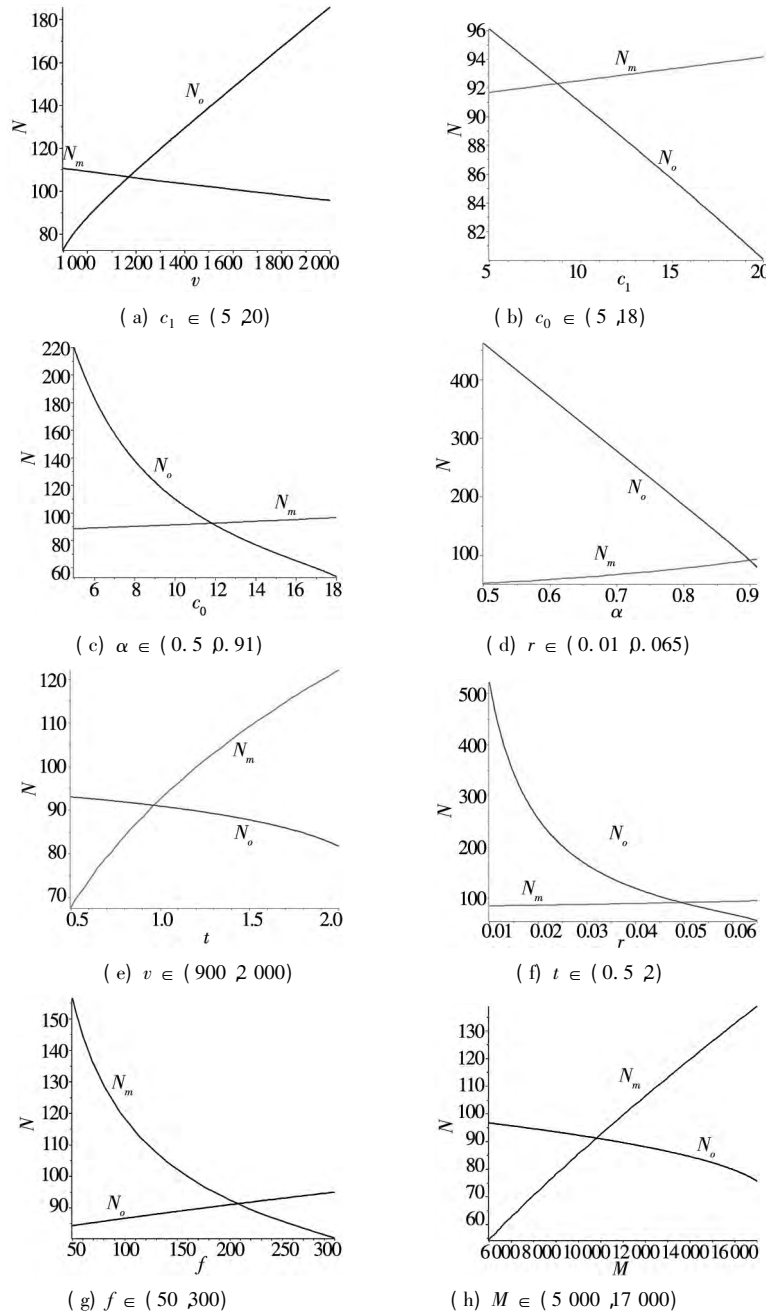 180
160
140
120
100
80
N
N_o
N_m
1 000 1 200 1 400 1 600 1 800 2 000
v
( a) c_1 ∈ ( 5 ,20)
96
94
92
90
88
86
84
82
N
N_m
N_o
5 10 15 20
c_1
( b) c_0 ∈ ( 5 ,18)
220
200
180
160
140
120
100
80
60
N
N_o
N_m
6 8 10 12 14 16 18
c_0
( c) α ∈ ( 0. 5 ,0. 91)
400
300
200
100
N
N_o
N_m
0.5 0.6 0.7 0.8 0.9
α
( d) r ∈ ( 0. 01 ,0. 065)
120
110
100
90
80
70
N
N_m
N_o
0.5 1.0 1.5 2.0
t
( e) v ∈ ( 900 ,2 000)
500
400
300
200
100
N
N_o
N_m
0.01 0.02 0.03 0.04 0.05 0.06
r
( f) t ∈ ( 0. 5 ,2)
150
140
130
120
110
100
90
N
N_m
N_o
50 100 150 200 250 300
f
( g) f ∈ ( 50 ,300)
130
120
110
100
90
80
70
60
N
N_m
N_o
6 000 8 000 10 000 12 000 14 000 16 000
M
( h) M ∈ ( 5 000 ,17 000)